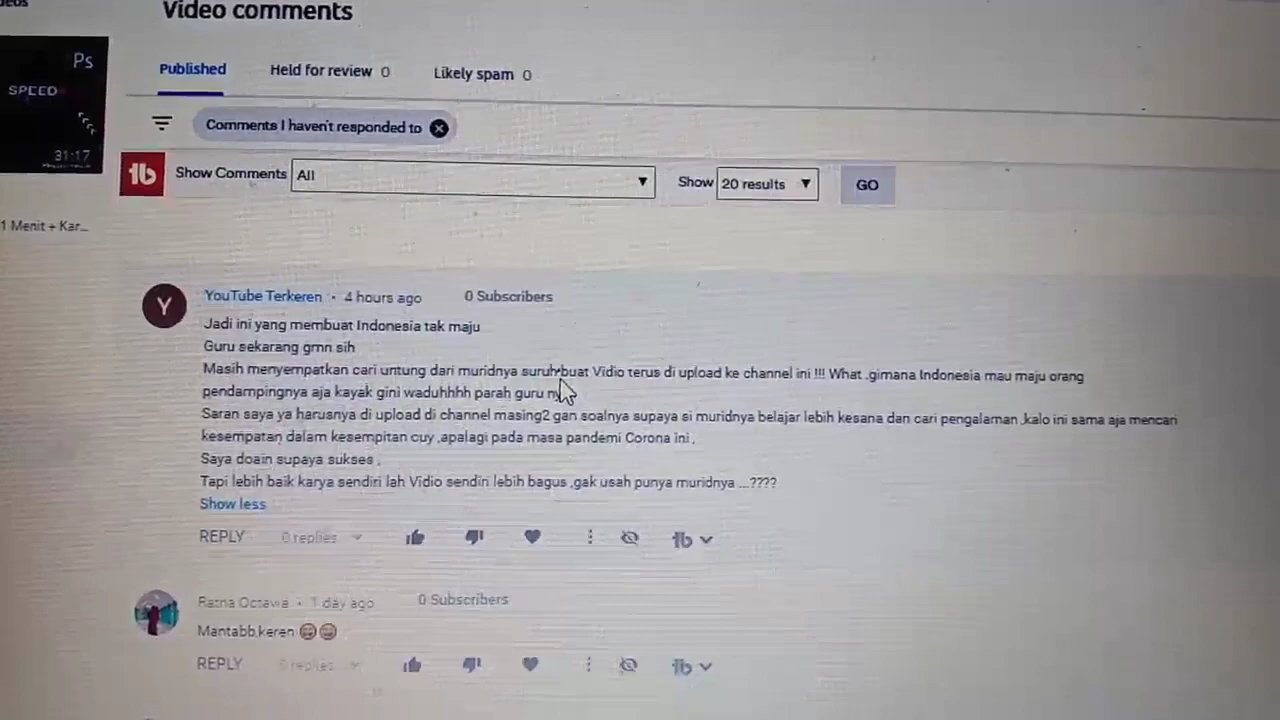 Video comments
Ps
SPEED
31:17
Published
Held for review 0
Likely spam 0
Comments I haven't responded to
Show Comments
All
Show
20 results
GO
1 Menit + Kar...
Y
YouTube Terkeren • 4 hours ago
0 Subscribers
Jadi ini yang membuat Indonesia tak maju
Guru sekarang gmn sih
Masih menyempatkan cari untung dari muridnya suruh buat Vidio terus di upload ke channel ini !!! What .gimana Indonesia mau maju orang
pendampingnya aja kayak gini waduhhhh parah guru
Saran saya ya harusnya di upload di channel masing2 gan soalnya supaya si muridnya belajar lebih kesana dan cari pengalaman ,kalo ini sama aja mencari
kesempatan dalam kesempitan cuy ,apalagi pada masa pandemi Corona ini ,
Saya doain supaya sukses ,
Tapi lebih baik karya sendiri lah Vidio sendiri lebih bagus ,gak usah punya muridnya ...????
Show less
REPLY
0 replies
Ratna Octavia • 1 day ago
0 Subscribers
Mantabb,keren 😄😄
REPLY
0 replies